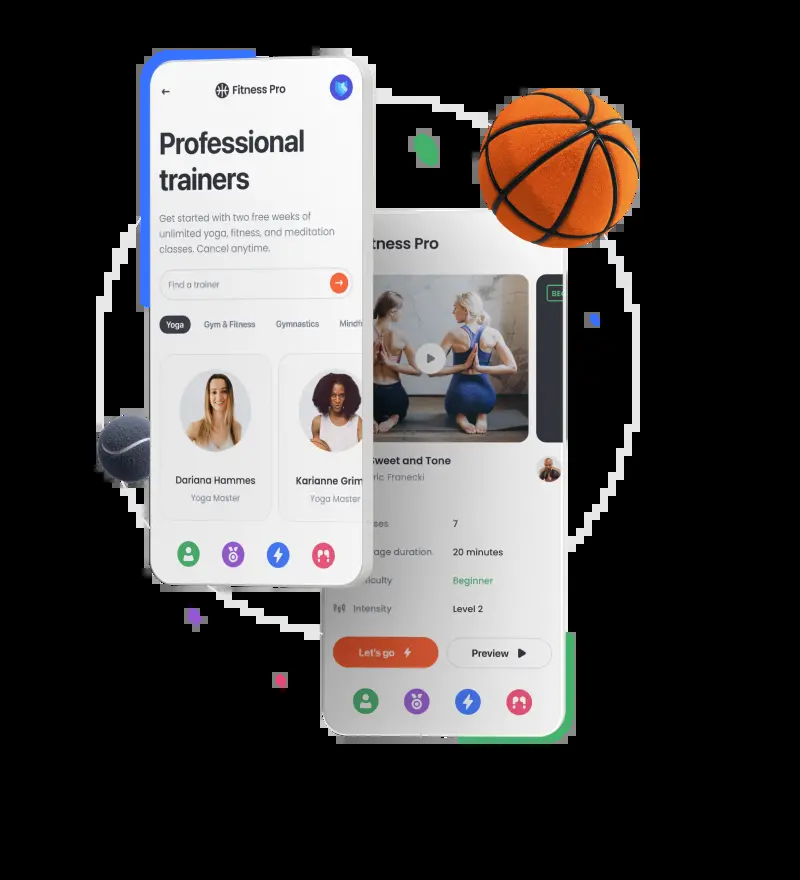 Fitness Pro
Professional
trainers
Get started with two free weeks of
unlimited yoga, fitness, and meditation
classes. Cancel anytime.
Find a trainer
Yoga
Gym & Fitness
Gymnastics
Mindf
Dariana Hammes
Yoga Master
Karianne Grim
Yoga Master
tness Pro
Sweet and Tone
ric Franecki
ses
7
age duration
20 minutes
iculty
Beginner
Intensity
Level 2
Let's go
Preview